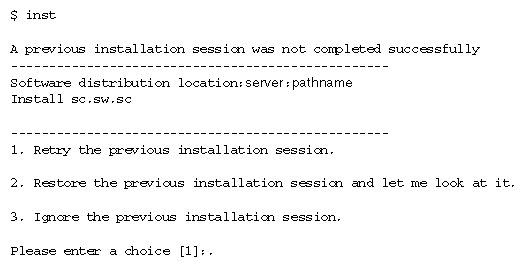 $ inst
A previous installation session was not completed successfully
-------------------------------------------------
Software distribution location:server:pathname
Install sc.sw.sc
-------------------------------------------------
1. Retry the previous installation session.
2. Restore the previous installation session and let me look at it.
3. Ignore the previous installation session.
Please enter a choice [1]:.